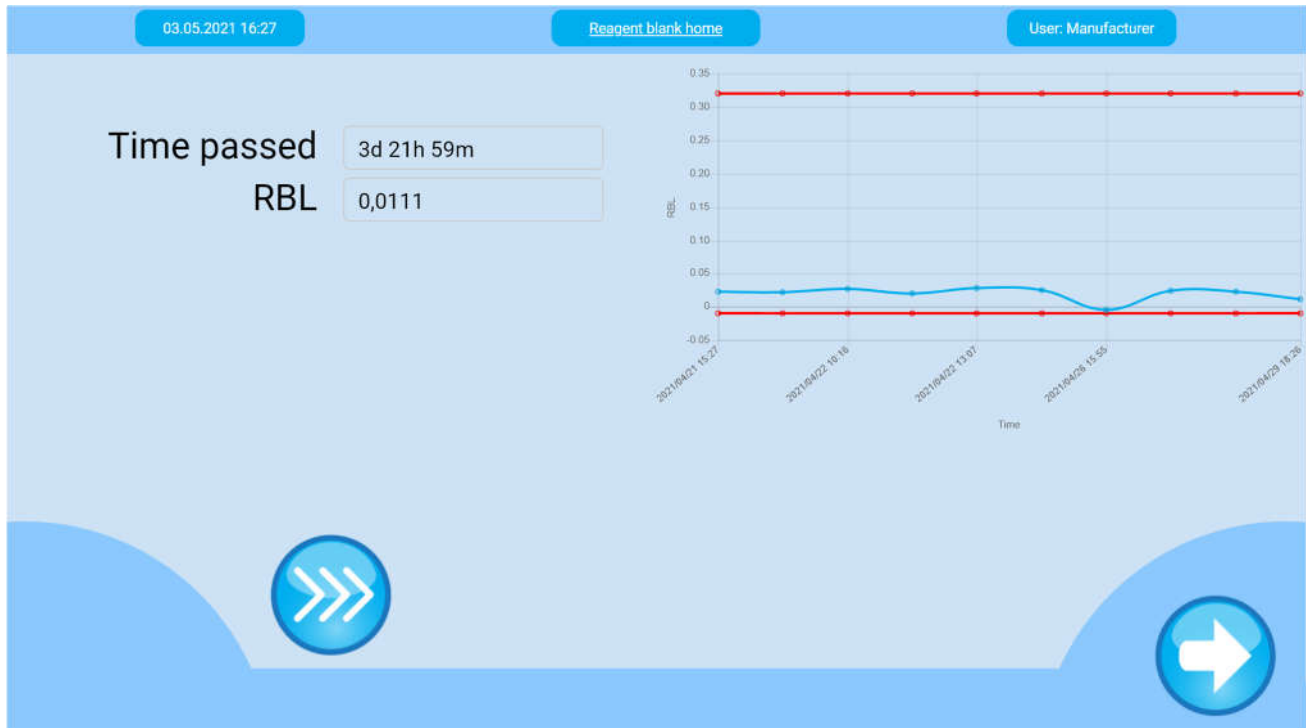 03.05.2021 16:27
Reagent blank home
User: Manufacturer
Time passed
3d 21h 59m
RBL
0,0111
0.35
0.30
0.25
0.20
0.15
0.10
0.05
0
-0.05
RBL
2021/04/21 15:27
2021/04/22 10:16
2021/04/22 13:07
2021/04/26 15:55
2021/04/29 18:26
Time